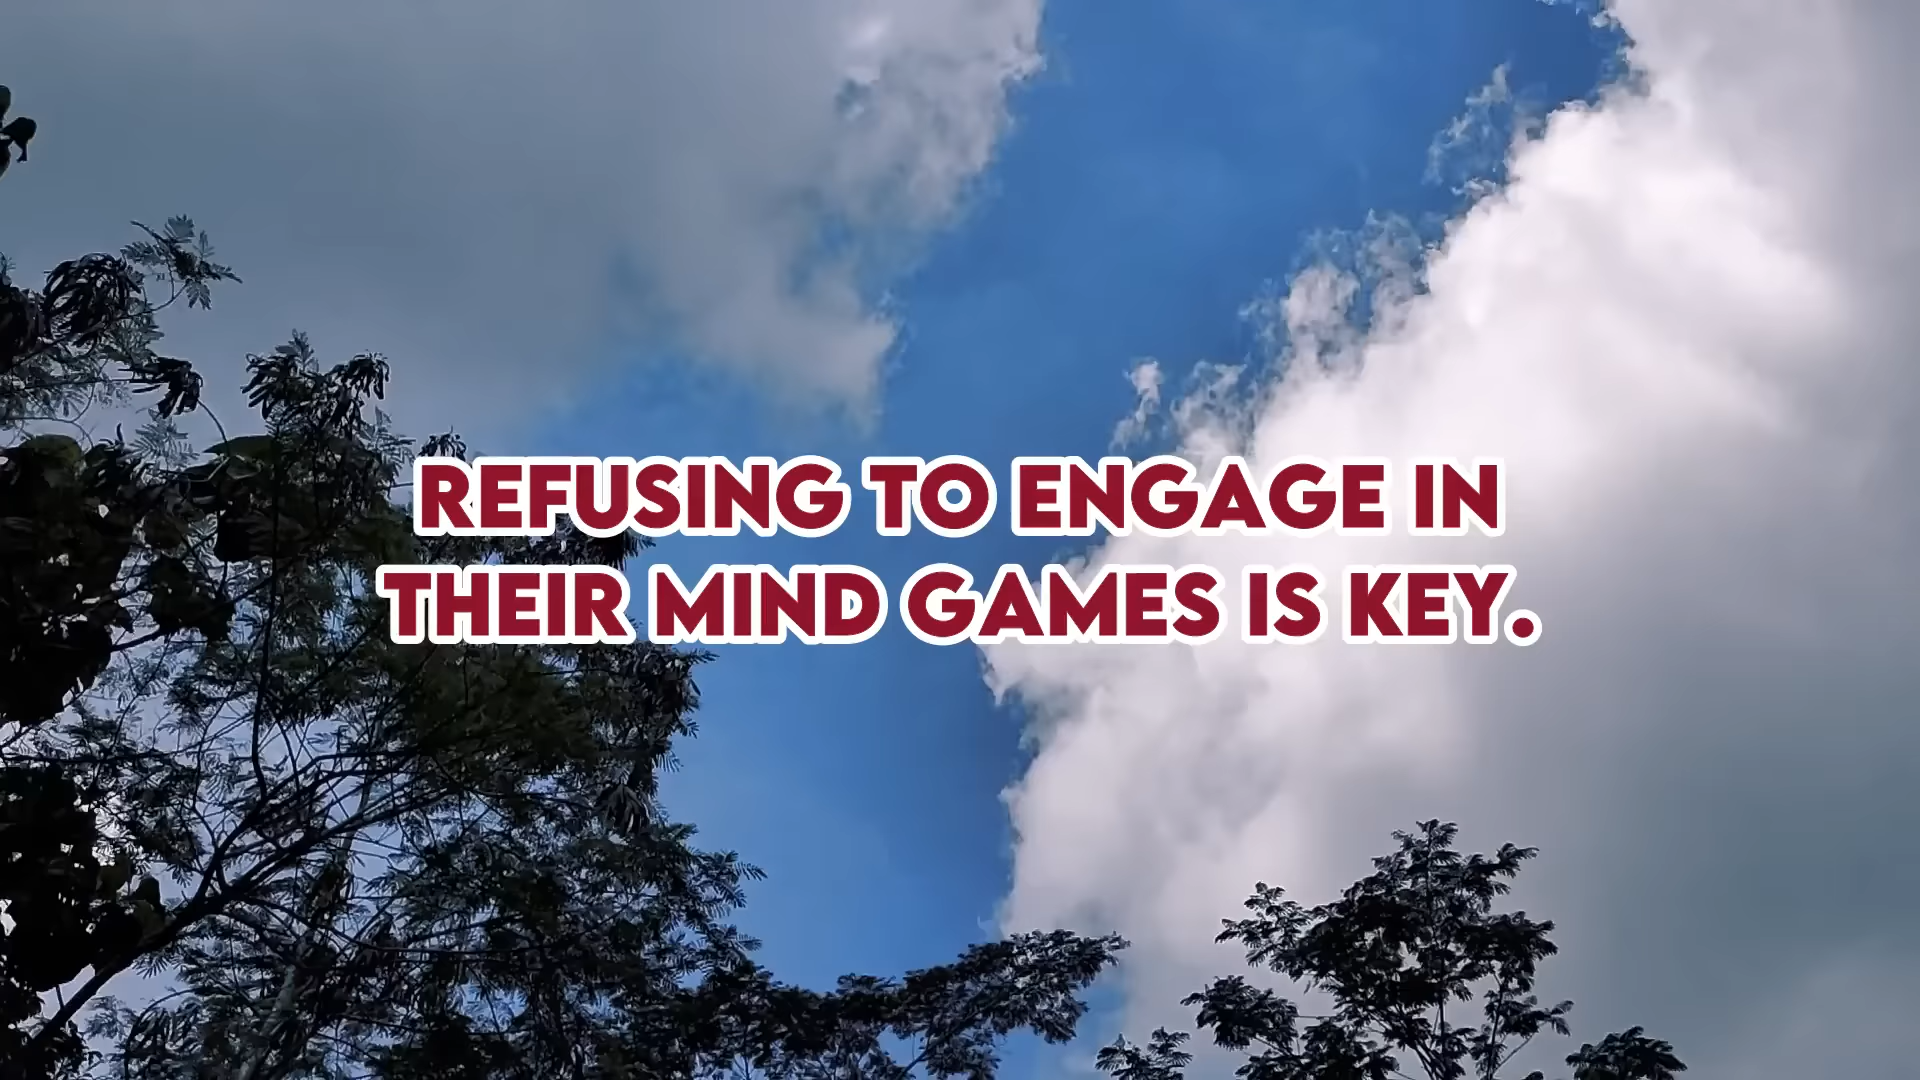 REFUSING TO ENGAGE IN
THEIR MIND GAMES IS KEY.